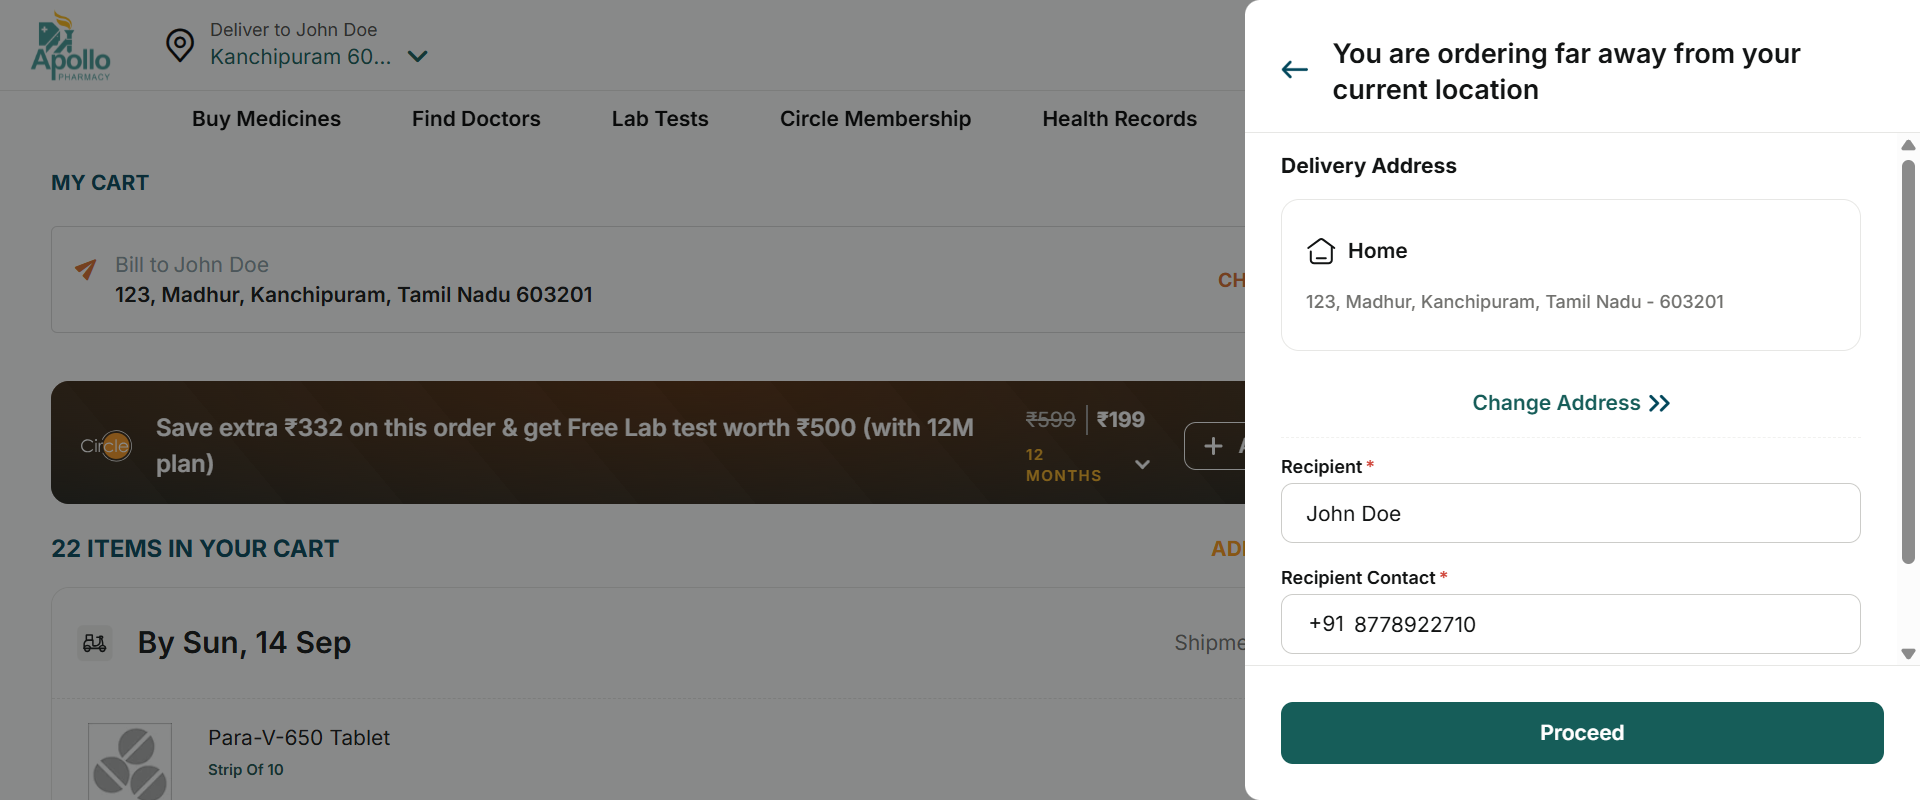 Apollo
PHARMACY
Deliver to John Doe
Kanchipuram 60...
Buy Medicines
Find Doctors
Lab Tests
Circle Membership
Health Records
MY CART
Bill to John Doe
123, Madhur, Kanchipuram, Tamil Nadu 603201
Circle
Save extra ₹332 on this order & get Free Lab test worth ₹500 (with 12M
plan)
₹599
₹199
12
MONTHS
22 ITEMS IN YOUR CART
By Sun, 14 Sep
Para-V-650 Tablet
Strip Of 10
You are ordering far away from your
current location
Delivery Address
Home
123, Madhur, Kanchipuram, Tamil Nadu - 603201
Change Address
Recipient *
John Doe
Recipient Contact *
+91 8778922710
Proceed